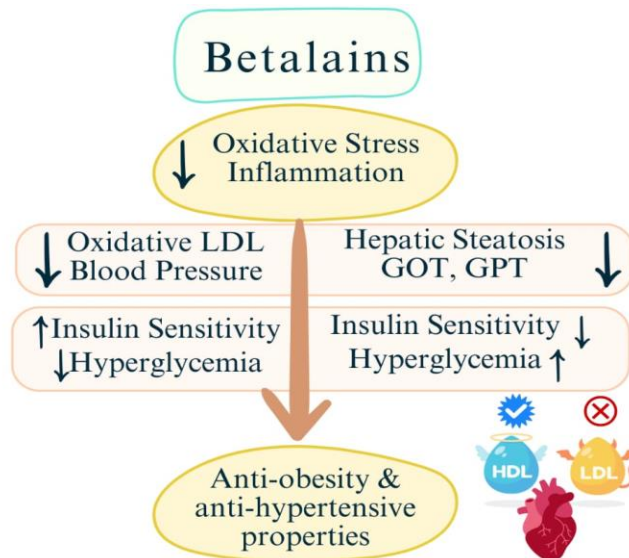 Betalains
↓ Oxidative Stress
Inflammation
↓ Oxidative LDL
Blood Pressure
Hepatic Steatosis ↓
GOT, GPT
↑Insulin Sensitivity
↓Hyperglycemia
Insulin Sensitivity ↓
Hyperglycemia ↑
HDL
LDL
Anti-obesity &
anti-hypertensive
properties